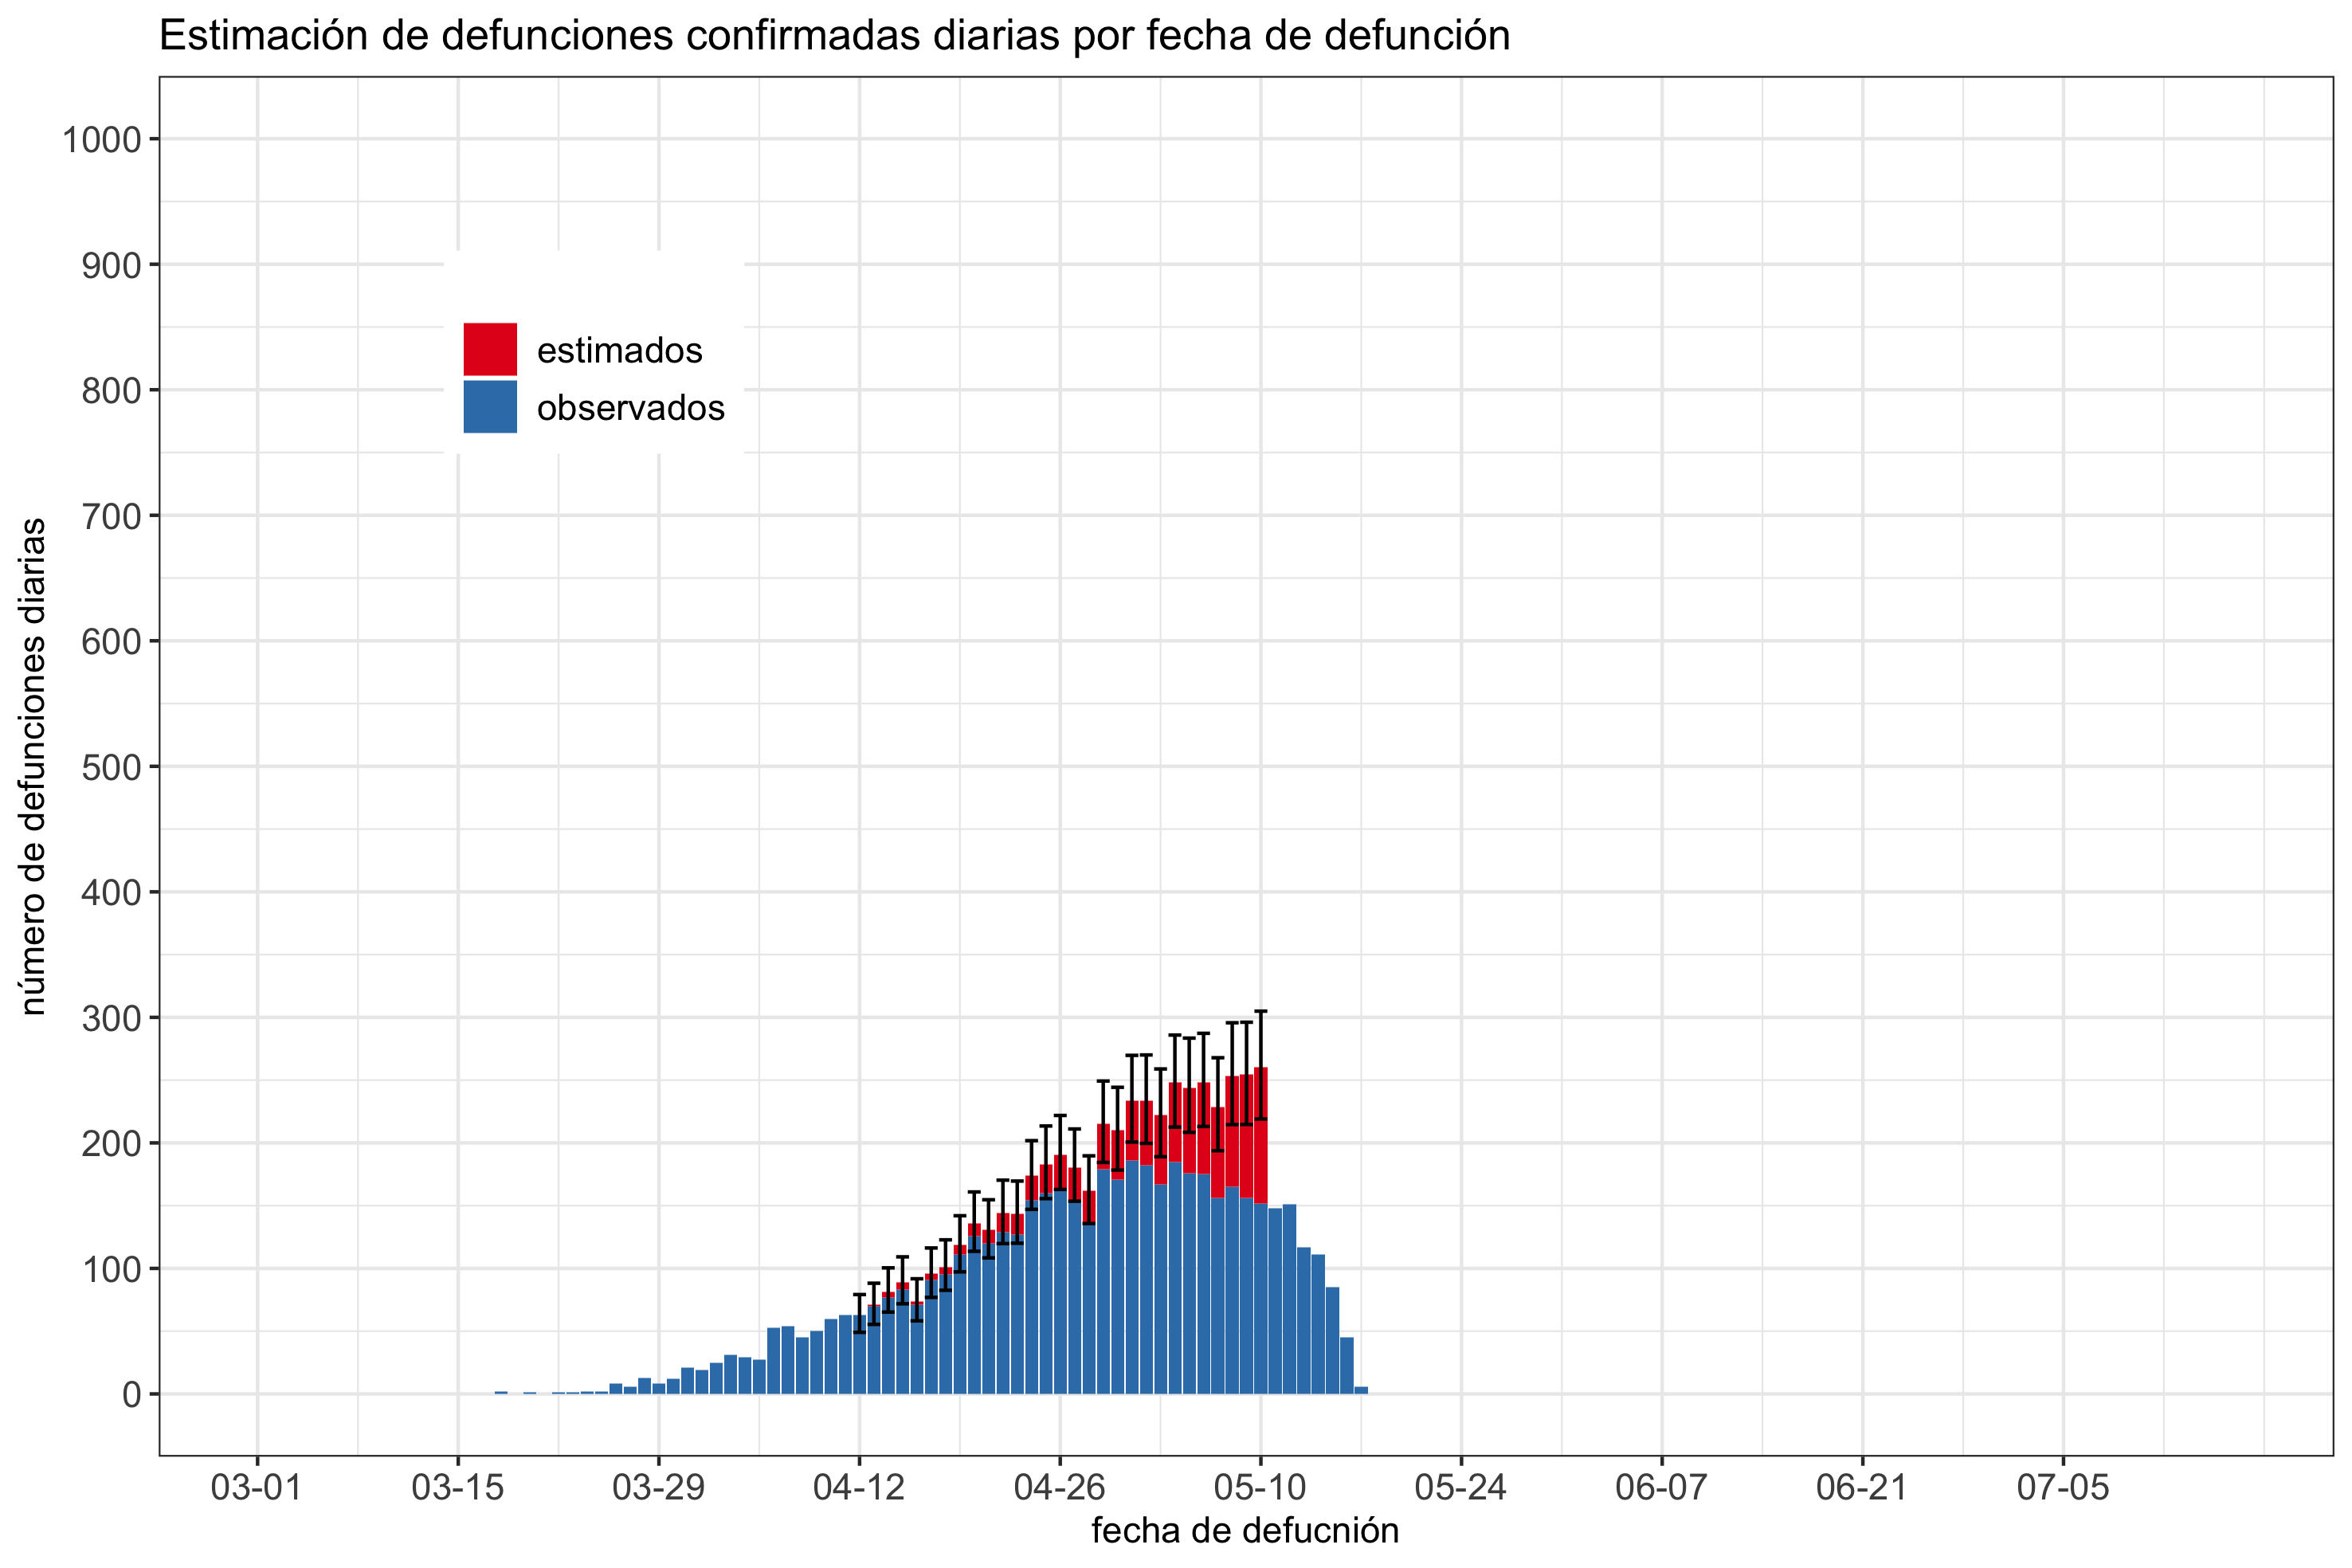 Estimación de defunciones confirmadas diarias por fecha de defunción
1000
900
800
700
600
500
400
300
200
100
0
número de defunciones diarias
estimados
observados
03-01 03-15 03-29 04-12 04-26 05-10 05-24 06-07 06-21 07-05
fecha de defucnión